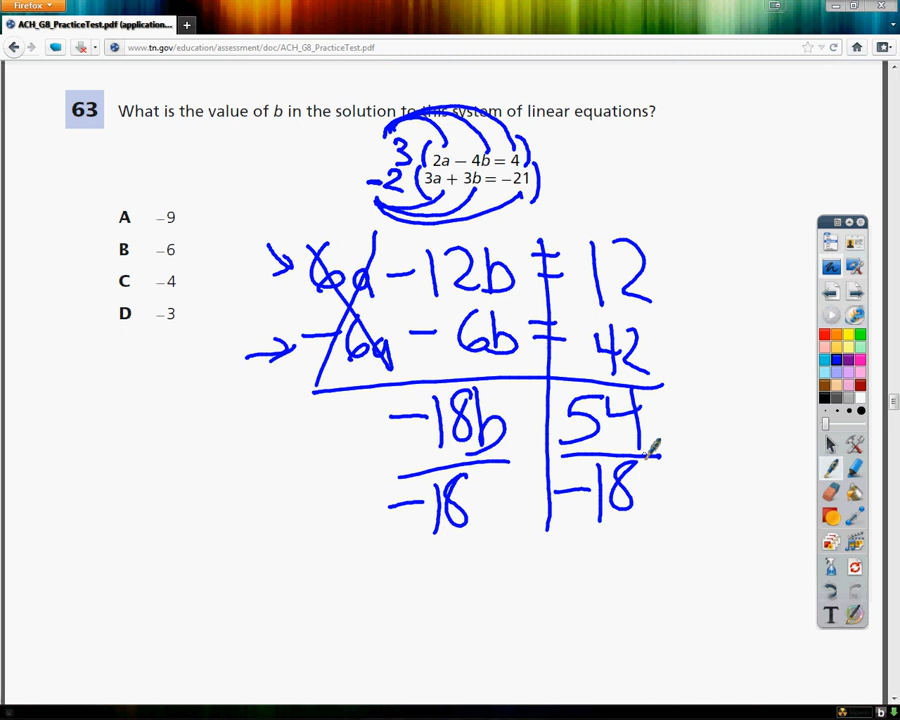 Firefox
ACH_G8_PracticeTest.pdf (application...
www.tn.gov/education/assessment/doc/ACH_G8_PracticeTest.pdf
63 What is the value of b in the solution to this system of linear equations?
3 ( 2a − 4b = 4 )
-2 ( 3a + 3b = −21 )
A −9
B −6
C −4
D −3
6a - 12b = 12
-6a - 6b = 42
-18b 54
-18 -18
T
b